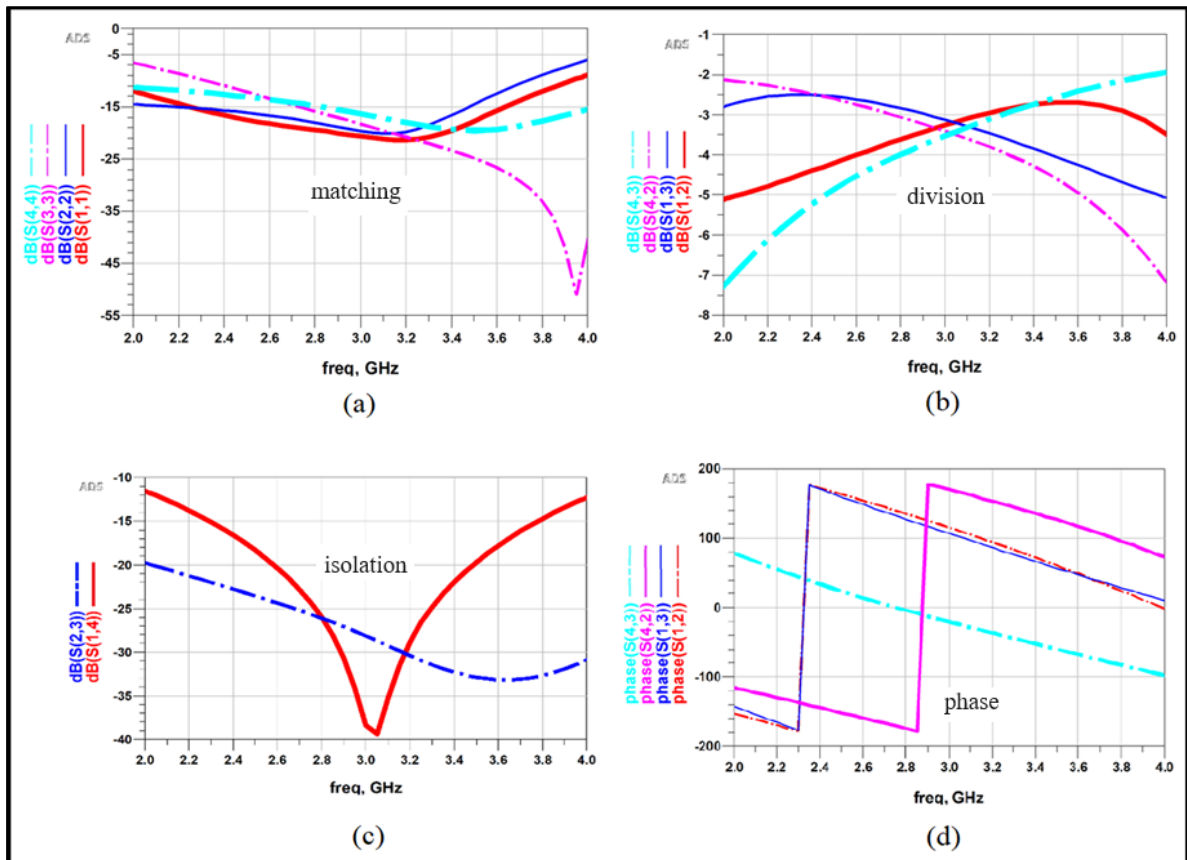 ADS
0
-5
-15
-25
-35
-45
-55
dB(S(4,4))
dB(S(3,3))
dB(S(2,2))
dB(S(1,1))
matching
2.0 2.2 2.4 2.6 2.8 3.0 3.2 3.4 3.6 3.8 4.0
freq, GHz
(a)
ADS
-1
-2
-3
-4
-5
-6
-7
-8
dB(S(4,3))
dB(S(4,2))
dB(S(1,3))
dB(S(1,2))
division
2.0 2.2 2.4 2.6 2.8 3.0 3.2 3.4 3.6 3.8 4.0
freq, GHz
(b)
ADS
-10
-15
-20
-25
-30
-35
-40
dB(S(2,3))
dB(S(1,4))
isolation
2.0 2.2 2.4 2.6 2.8 3.0 3.2 3.4 3.6 3.8 4.0
freq, GHz
(c)
ADS
200
100
0
-100
-200
phase(S(4,3))
phase(S(4,2))
phase(S(1,3))
phase(S(1,2))
phase
2.0 2.2 2.4 2.6 2.8 3.0 3.2 3.4 3.6 3.8 4.0
freq, GHz
(d)